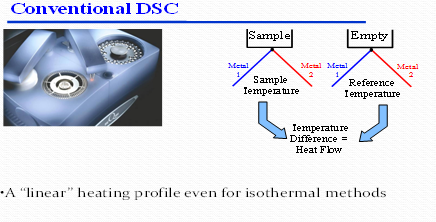 Conventional DSC
Sample
Empty
Metal
1
Metal
2
Metal
1
Metal
2
Sample
Temperature
Reference
Temperature
Temperature
Difference =
Heat Flow
•A “linear” heating profile even for isothermal methods